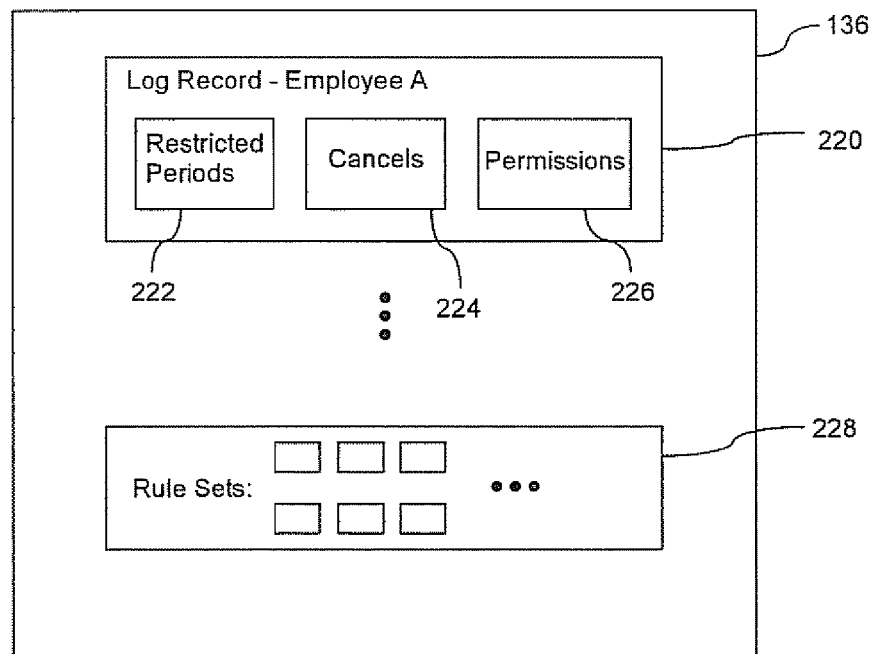 136
Log Record - Employee A
220
Restricted
Periods
Cancels
Permissions
222
224
226
228
Rule Sets: